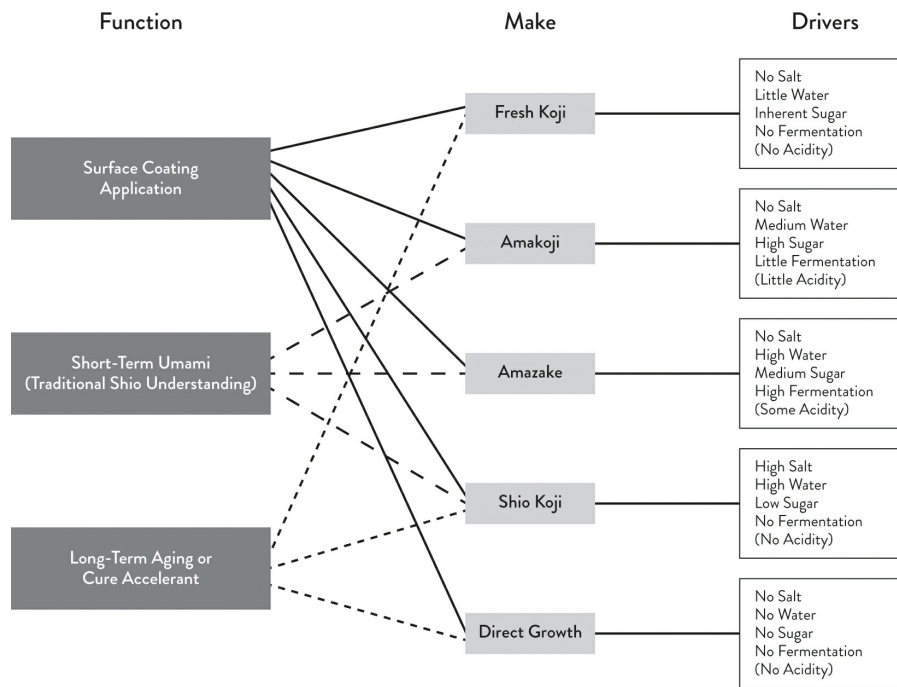 Function
Make
Drivers
Surface Coating
Application
Short-Term Umami
(Traditional Shio Understanding)
Long-Term Aging or
Cure Accelerant
Fresh Koji
Amakoji
Amazake
Shio Koji
Direct Growth
No Salt
Little Water
Inherent Sugar
No Fermentation
(No Acidity)
No Salt
Medium Water
High Sugar
Little Fermentation
(Little Acidity)
No Salt
High Water
Medium Sugar
High Fermentation
(Some Acidity)
High Salt
High Water
Low Sugar
No Fermentation
(No Acidity)
No Salt
No Water
No Sugar
No Fermentation
(No Acidity)